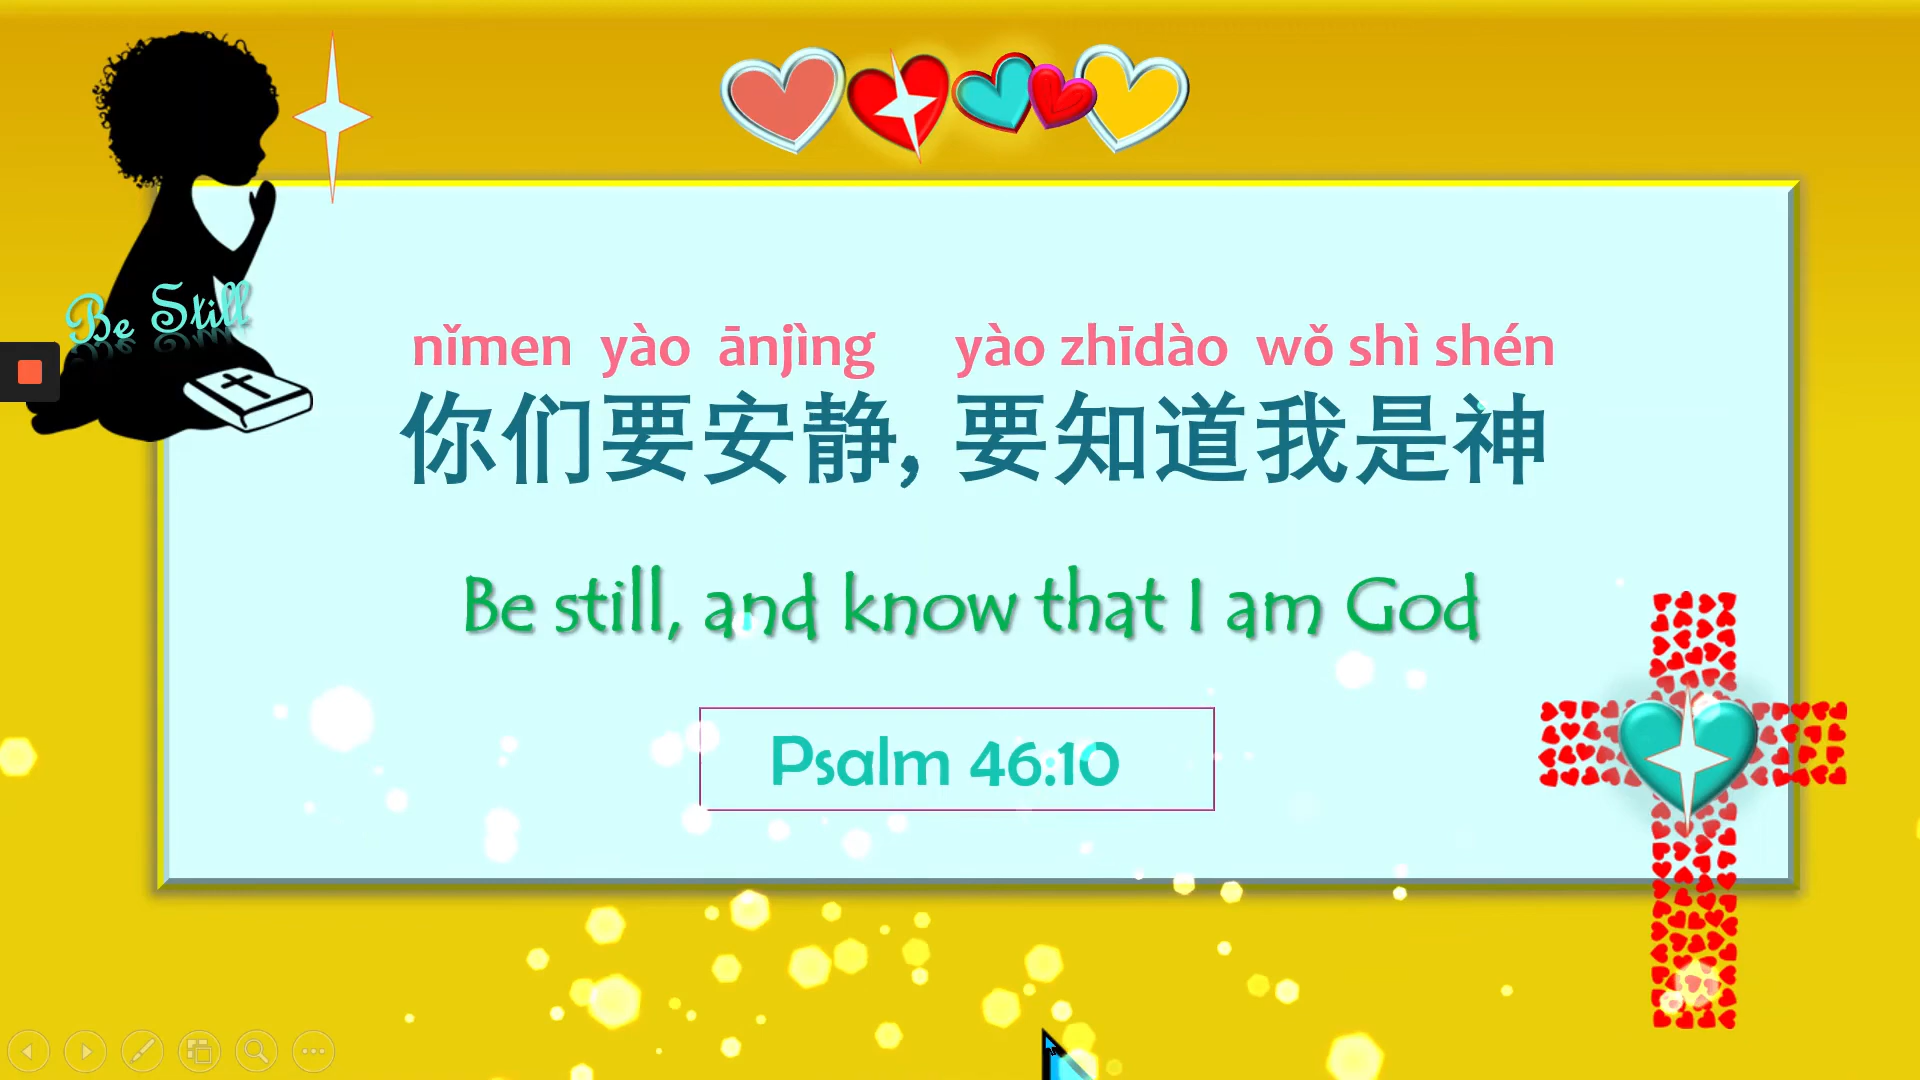 Be Still
nǐmen yào ānjìng yào zhīdào wǒ shì shén
你们要安静, 要知道我是神
Be still, and know that I am God
Psalm 46:10